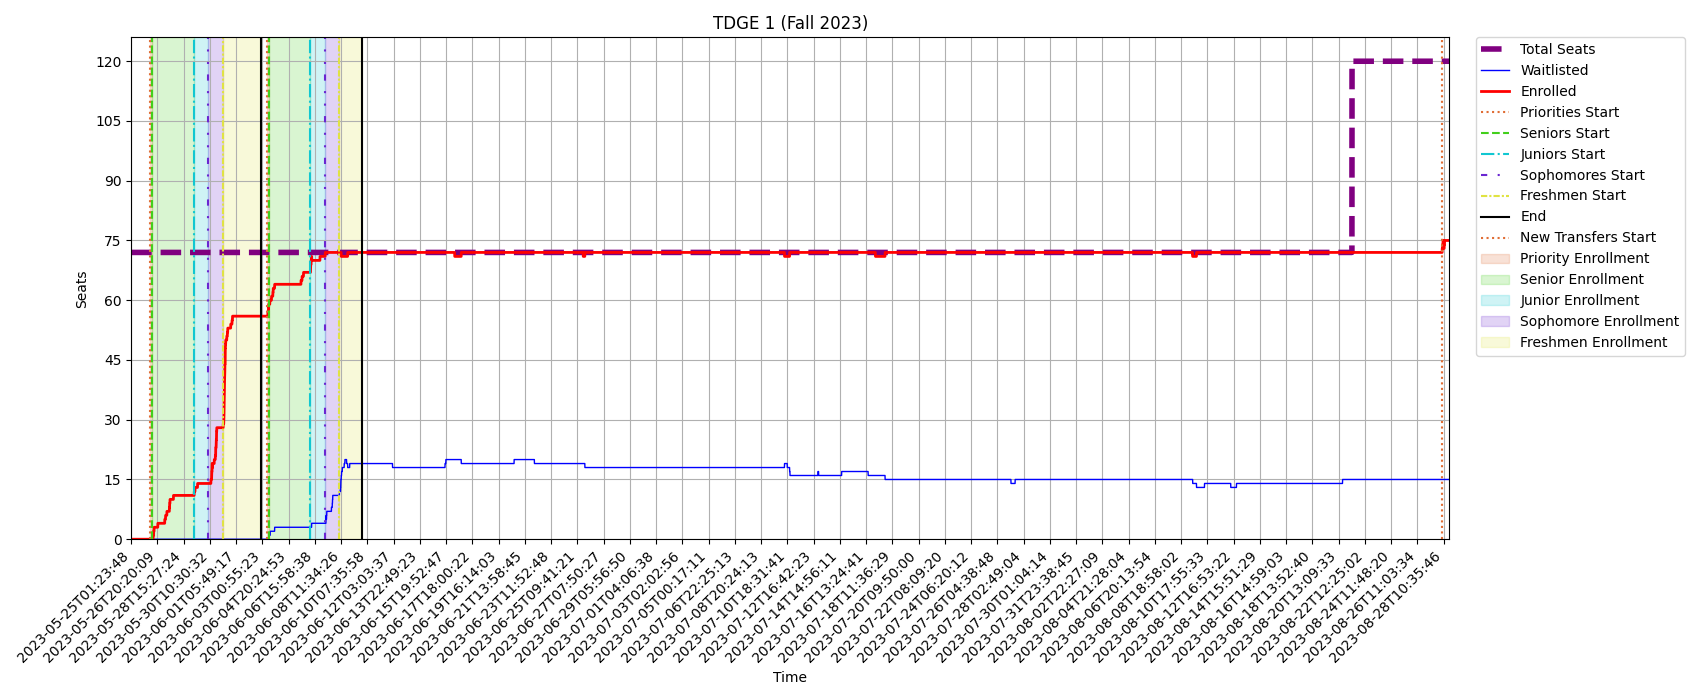 TDGE 1 (Fall 2023)
Seats
120
105
90
75
60
45
30
15
0
2023-05-25T01:23:48
2023-05-26T20:20:09
2023-05-28T15:27:24
2023-05-30T10:30:32
2023-06-01T05:49:17
2023-06-03T00:55:23
2023-06-04T20:24:53
2023-06-06T15:58:38
2023-06-08T11:34:26
2023-06-10T07:35:58
2023-06-12T03:03:37
2023-06-13T22:49:23
2023-06-15T19:52:47
2023-06-17T18:00:22
2023-06-19T16:14:03
2023-06-21T13:58:45
2023-06-23T11:52:48
2023-06-25T09:41:21
2023-06-27T07:50:27
2023-06-29T05:56:50
2023-07-01T04:06:38
2023-07-03T02:02:56
2023-07-05T00:17:11
2023-07-06T22:25:13
2023-07-08T20:24:13
2023-07-10T18:31:41
2023-07-12T16:42:23
2023-07-14T14:56:11
2023-07-16T13:24:41
2023-07-18T11:36:29
2023-07-20T09:50:00
2023-07-22T08:09:20
2023-07-24T06:20:12
2023-07-26T04:38:48
2023-07-28T02:49:04
2023-07-30T01:04:14
2023-07-31T23:38:45
2023-08-02T22:27:09
2023-08-04T21:28:04
2023-08-06T20:13:54
2023-08-08T18:58:02
2023-08-10T17:55:33
2023-08-12T16:53:22
2023-08-14T15:51:29
2023-08-16T14:59:03
2023-08-18T13:52:40
2023-08-20T13:09:33
2023-08-22T12:25:02
2023-08-24T11:48:20
2023-08-26T11:03:34
2023-08-28T10:35:46
Time
Total Seats
Waitlisted
Enrolled
Priorities Start
Seniors Start
Juniors Start
Sophomores Start
Freshmen Start
End
New Transfers Start
Priority Enrollment
Senior Enrollment
Junior Enrollment
Sophomore Enrollment
Freshmen Enrollment